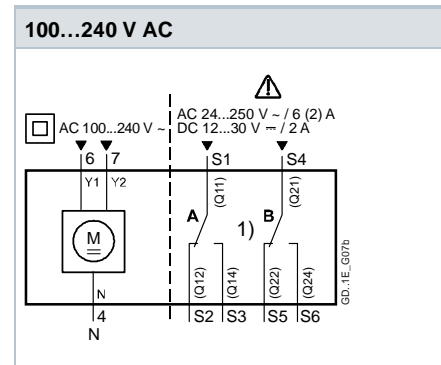 100...240 V AC
AC 100...240 V ~
AC 24...250 V ~ / 6 (2) A
DC 12...30 V ⎓ / 2 A
6 7 S1 S4
Y1 Y2 (Q11) (Q21)
A 1) B
M
(Q12) (Q14) (Q22) (Q24)
N
4 S2 S3 S5 S6
N
GD..1E_G07b